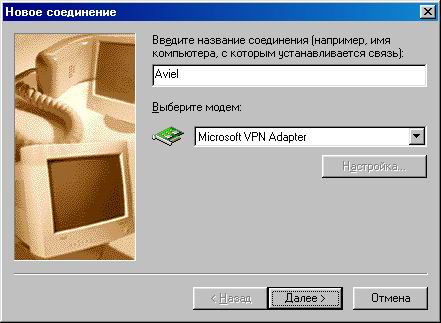 Новое соединение
Введите название соединения (например, имя
компьютера, с которым устанавливается связь):
Aviel
Выберите модем:
Microsoft VPN Adapter
Настройка...
< Назад
Далее >
Отмена